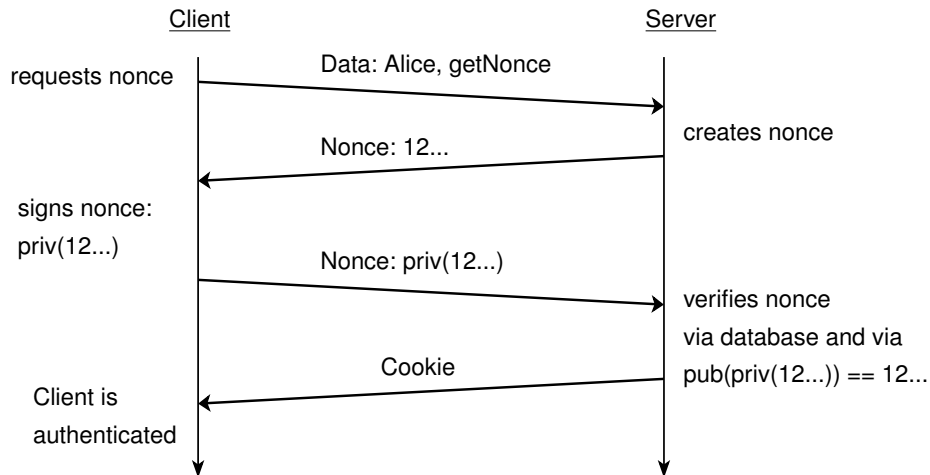 Client
Server
Data: Alice, getNonce
requests nonce
creates nonce
Nonce: 12...
signs nonce:
priv(12...)
Nonce: priv(12...)
verifies nonce
via database and via
pub(priv(12...)) == 12...
Cookie
Client is
authenticated